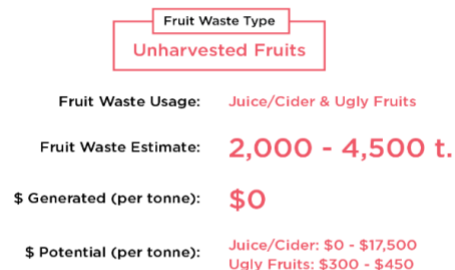 Fruit Waste Type
Unharvested Fruits
Fruit Waste Usage: Juice/Cider & Ugly Fruits
Fruit Waste Estimate: 2,000 - 4,500 t.
$ Generated (per tonne): $0
$ Potential (per tonne): Juice/Cider: $0 - $17,500
Ugly Fruits: $300 - $450